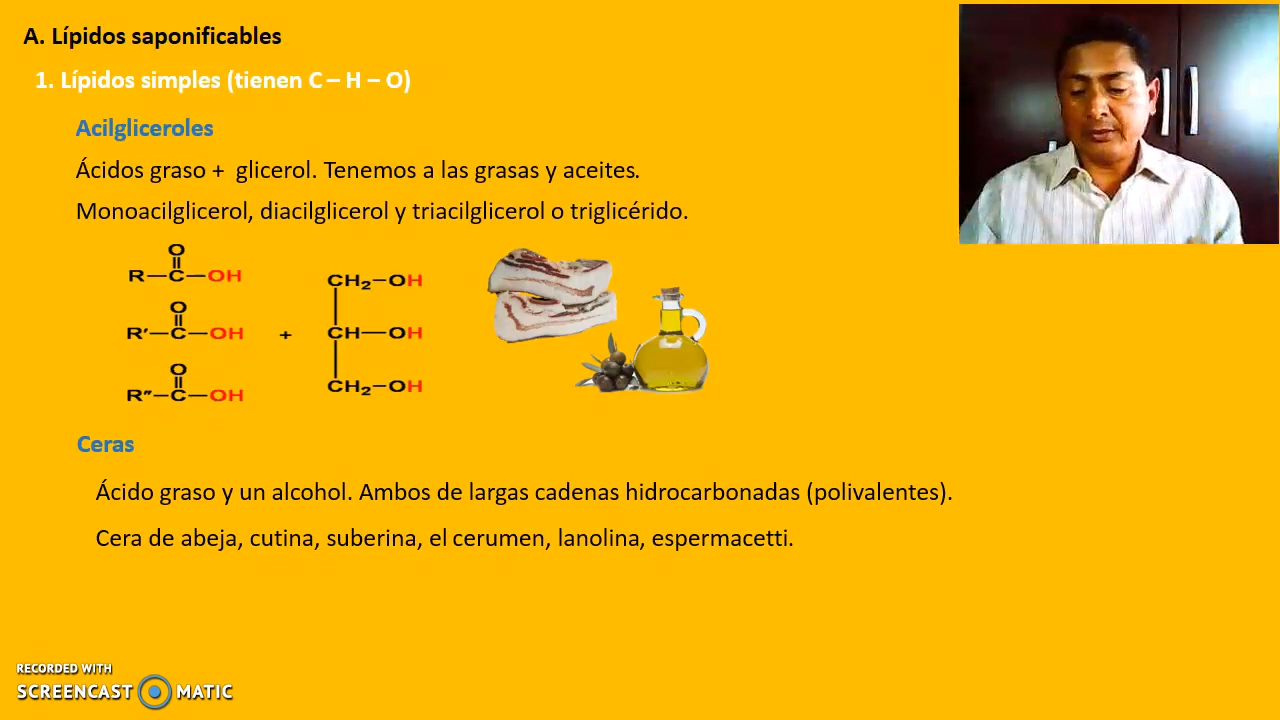 A. Lípidos saponificables
1. Lípidos simples (tienen C – H – O)
Acilgliceroles
Ácidos graso + glicerol. Tenemos a las grasas y aceites.
Monoacilglicerol, diacilglicerol y triacilglicerol o triglicérido.
O
R—C—OH
O
R′—C—OH
O
R″—C—OH
+
CH₂—OH
CH—OH
CH₂—OH
Ceras
Ácido graso y un alcohol. Ambos de largas cadenas hidrocarbonadas (polivalentes).
Cera de abeja, cutina, suberina, el cerumen, lanolina, espermacetti.
RECORDED WITH
SCREENCAST MATIC